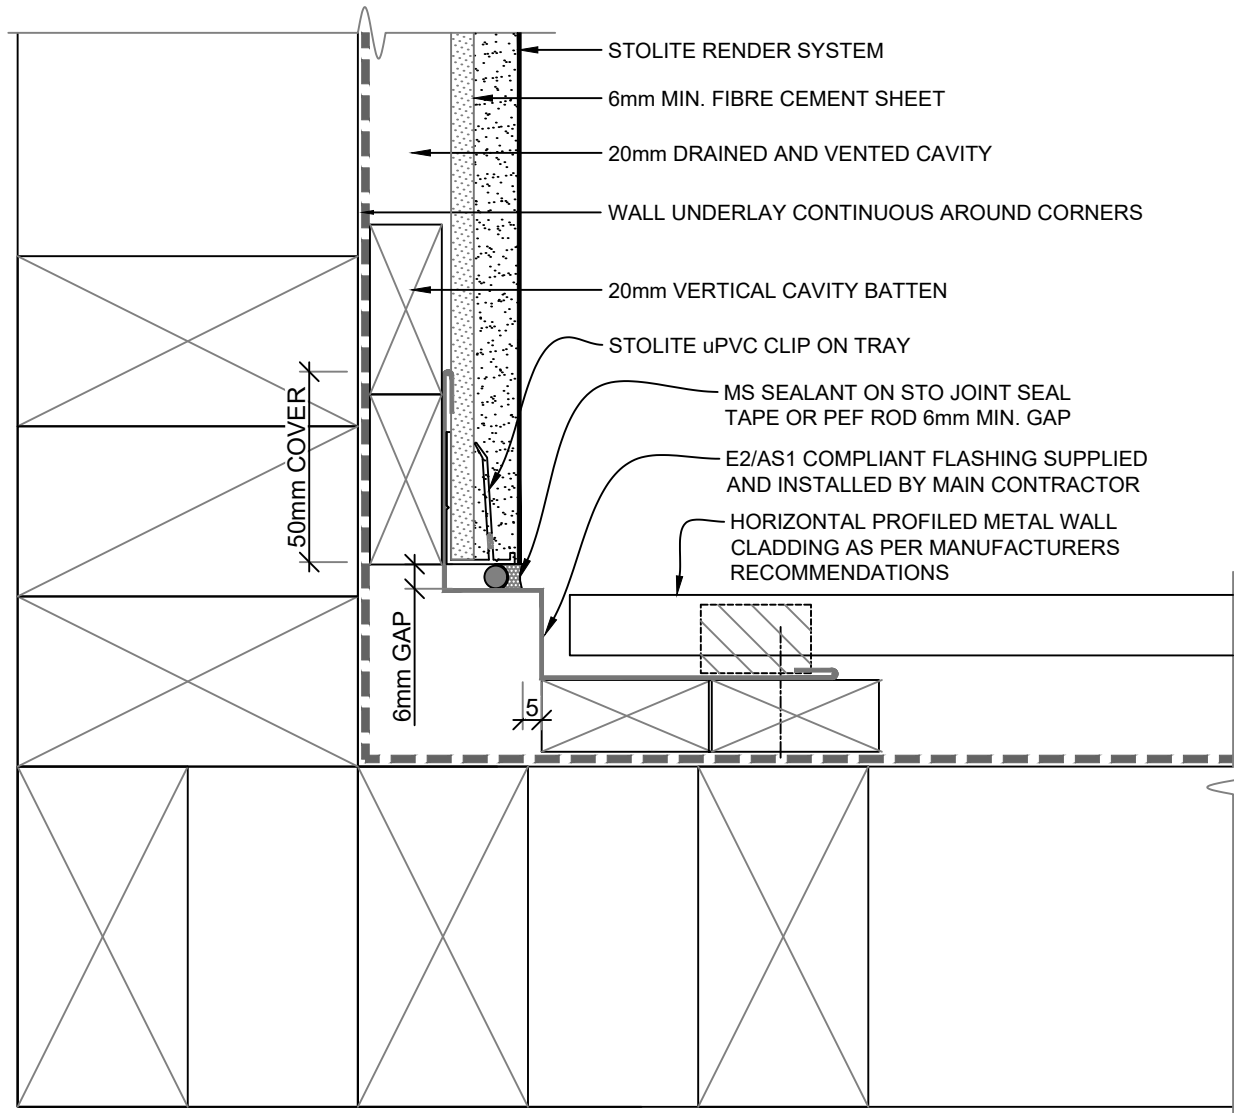 STOLITE RENDER SYSTEM
6mm MIN. FIBRE CEMENT SHEET
20mm DRAINED AND VENTED CAVITY
WALL UNDERLAY CONTINUOUS AROUND CORNERS
20mm VERTICAL CAVITY BATTEN
STOLITE uPVC CLIP ON TRAY
MS SEALANT ON STO JOINT SEAL
TAPE OR PEF ROD 6mm MIN. GAP
E2/AS1 COMPLIANT FLASHING SUPPLIED
AND INSTALLED BY MAIN CONTRACTOR
HORIZONTAL PROFILED METAL WALL
CLADDING AS PER MANUFACTURERS
RECOMMENDATIONS
50mm COVER
6mm GAP
5